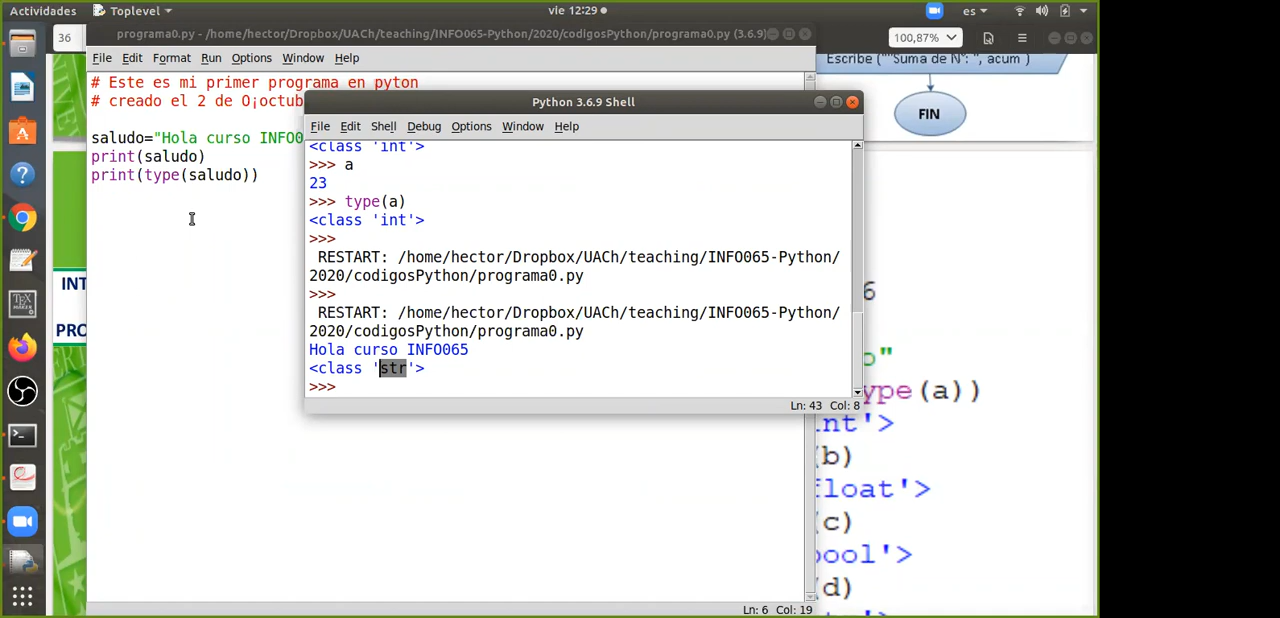 Actividades
Toplevel
vie 12:29
es
36
programa0.py - /home/hector/Dropbox/UACh/teaching/INFO065-Python/2020/codigosPython/programa0.py (3.6.9)
100,87%
File Edit Format Run Options Window Help
Escribe (""Suma de N°: ", acum )
FIN
# Este es mi primer programa en pyton
# creado el 2 de O¡octub
saludo="Hola curso INFO0
print(saludo)
print(type(saludo))
Python 3.6.9 Shell
File Edit Shell Debug Options Window Help
<class 'int'>
>>> a
23
>>> type(a)
<class 'int'>
>>>
RESTART: /home/hector/Dropbox/UACh/teaching/INFO065-Python/
2020/codigosPython/programa0.py
>>>
RESTART: /home/hector/Dropbox/UACh/teaching/INFO065-Python/
2020/codigosPython/programa0.py
Hola curso INFO065
<class 'str'>
>>>
Ln: 43 Col: 8
INT
PRO
6
o"
ype(a))
int'>
(b)
float'>
(c)
bool'>
(d)
Ln: 6 Col: 19